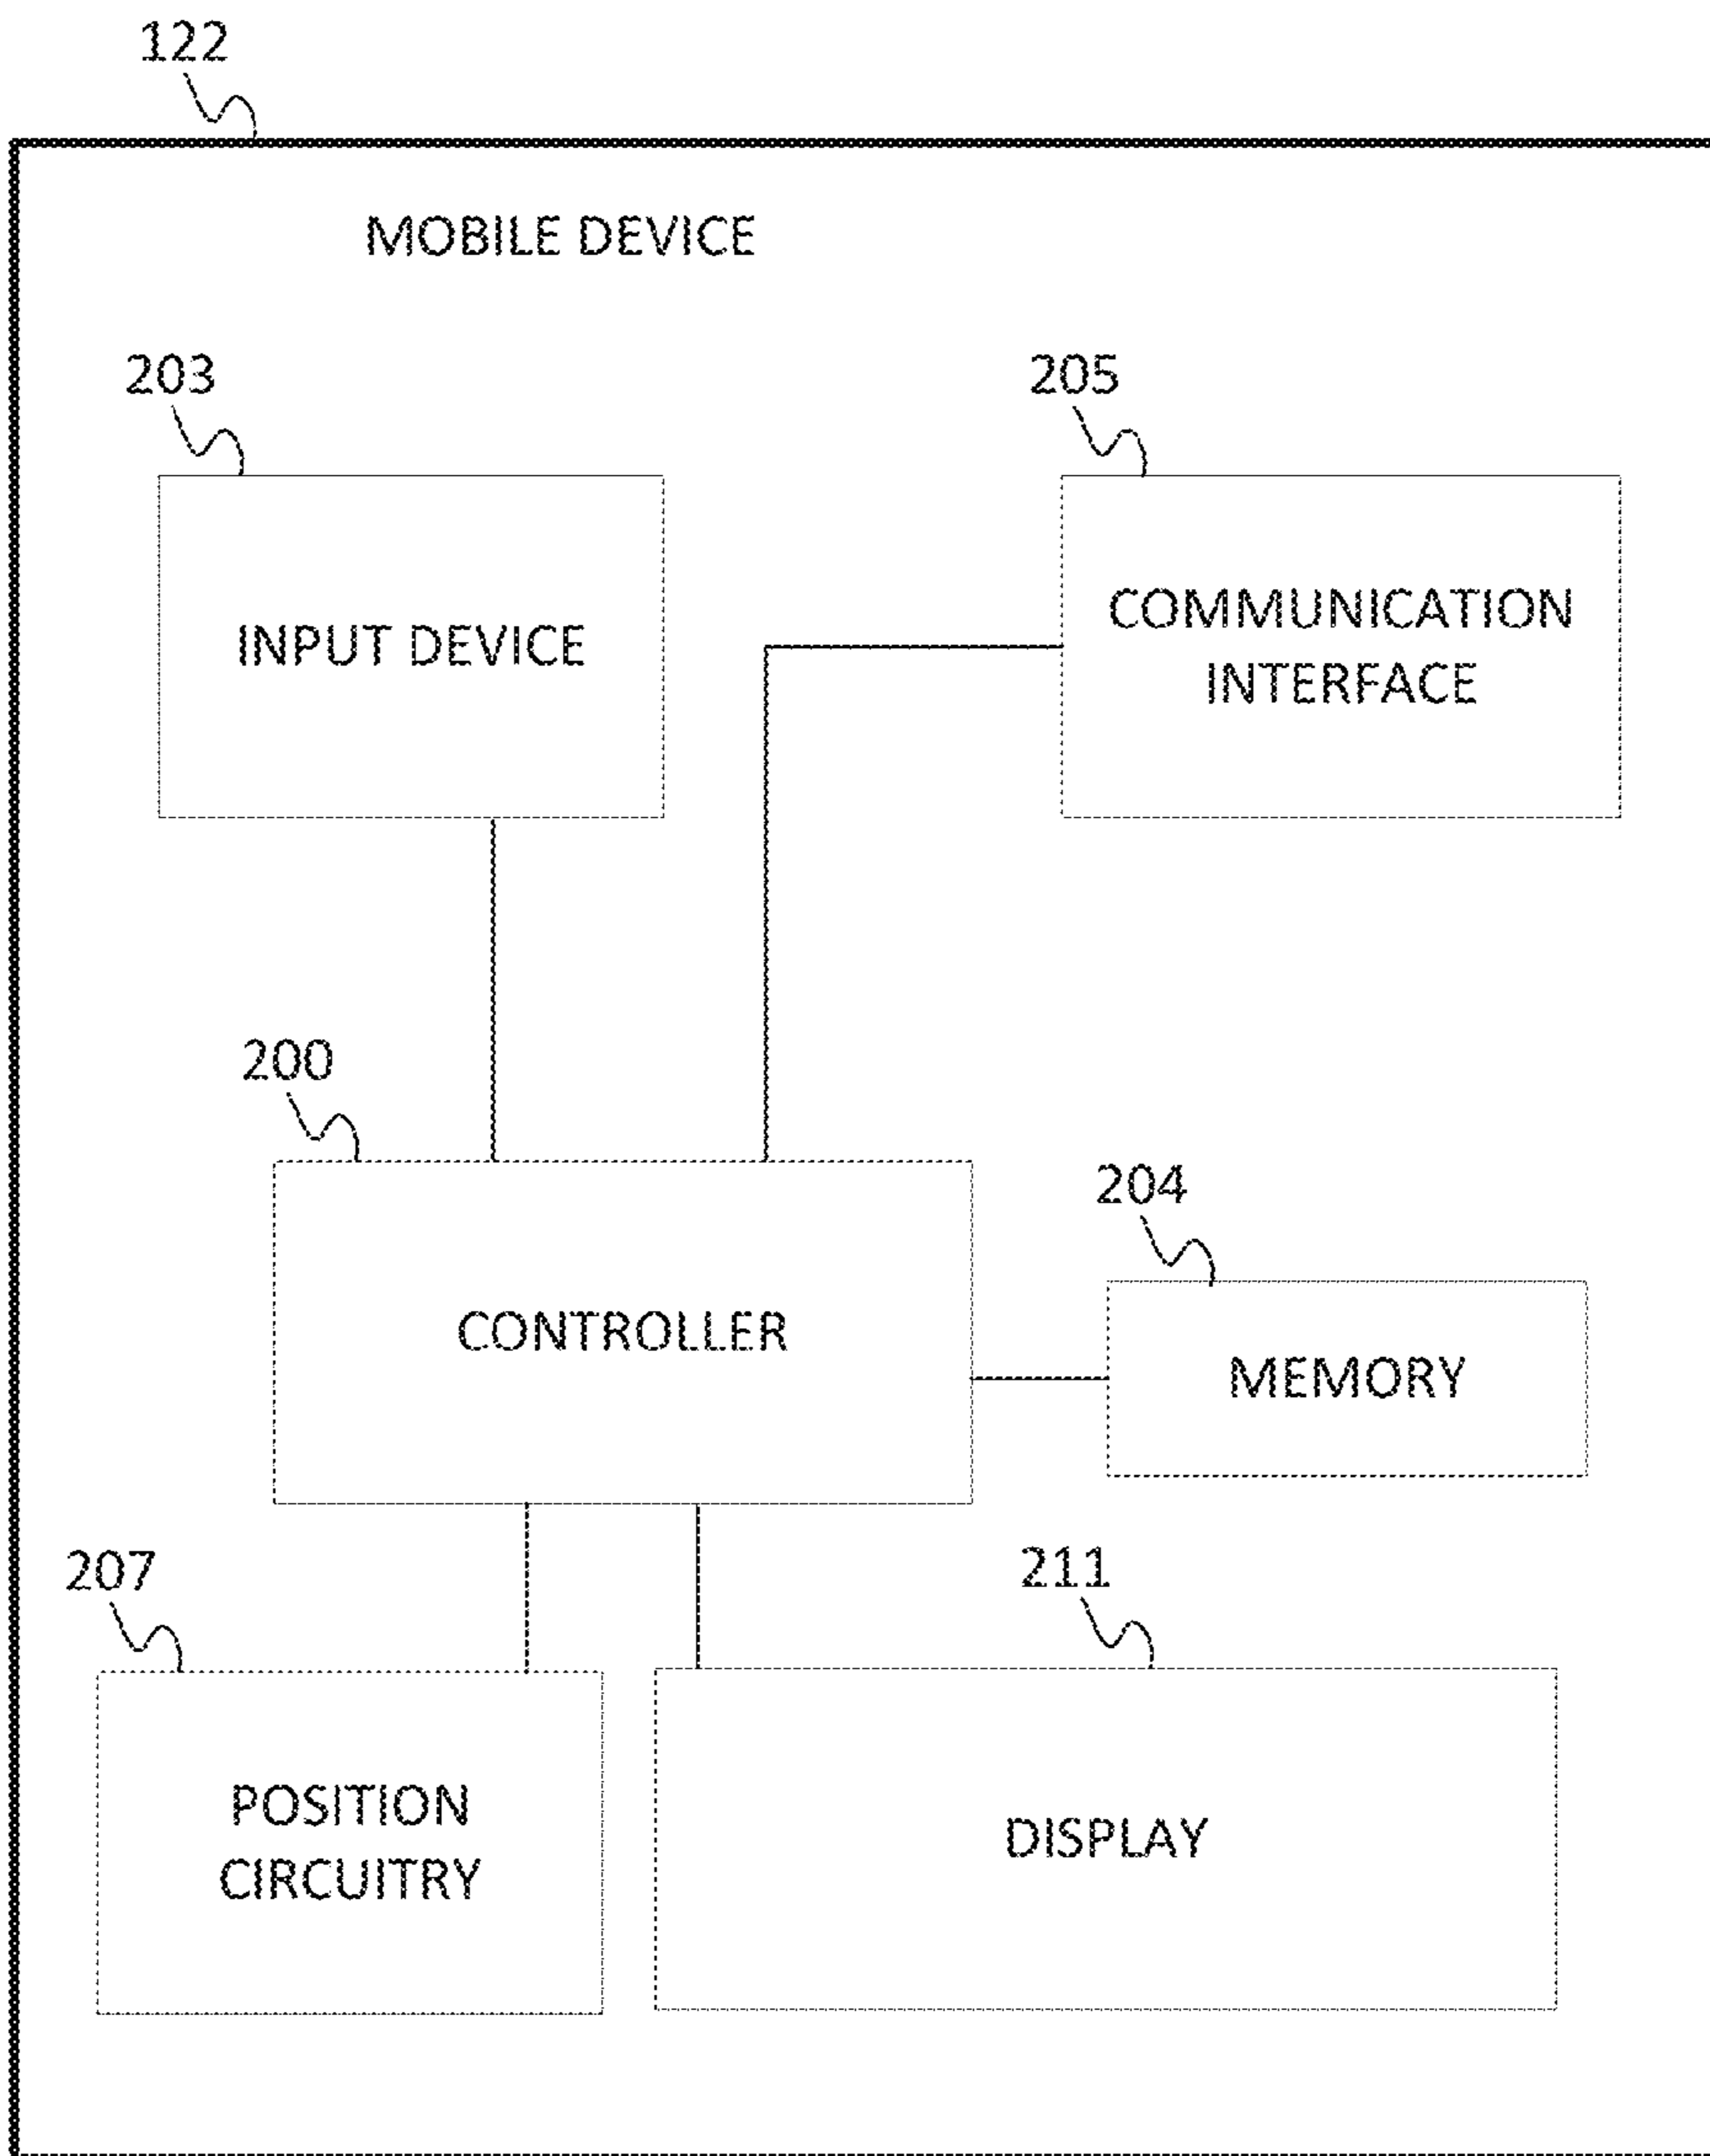 122
MOBILE DEVICE
203
205
INPUT DEVICE
COMMUNICATION
INTERFACE
200
204
CONTROLLER
MEMORY
207
211
POSITION
CIRCUITRY
DISPLAY